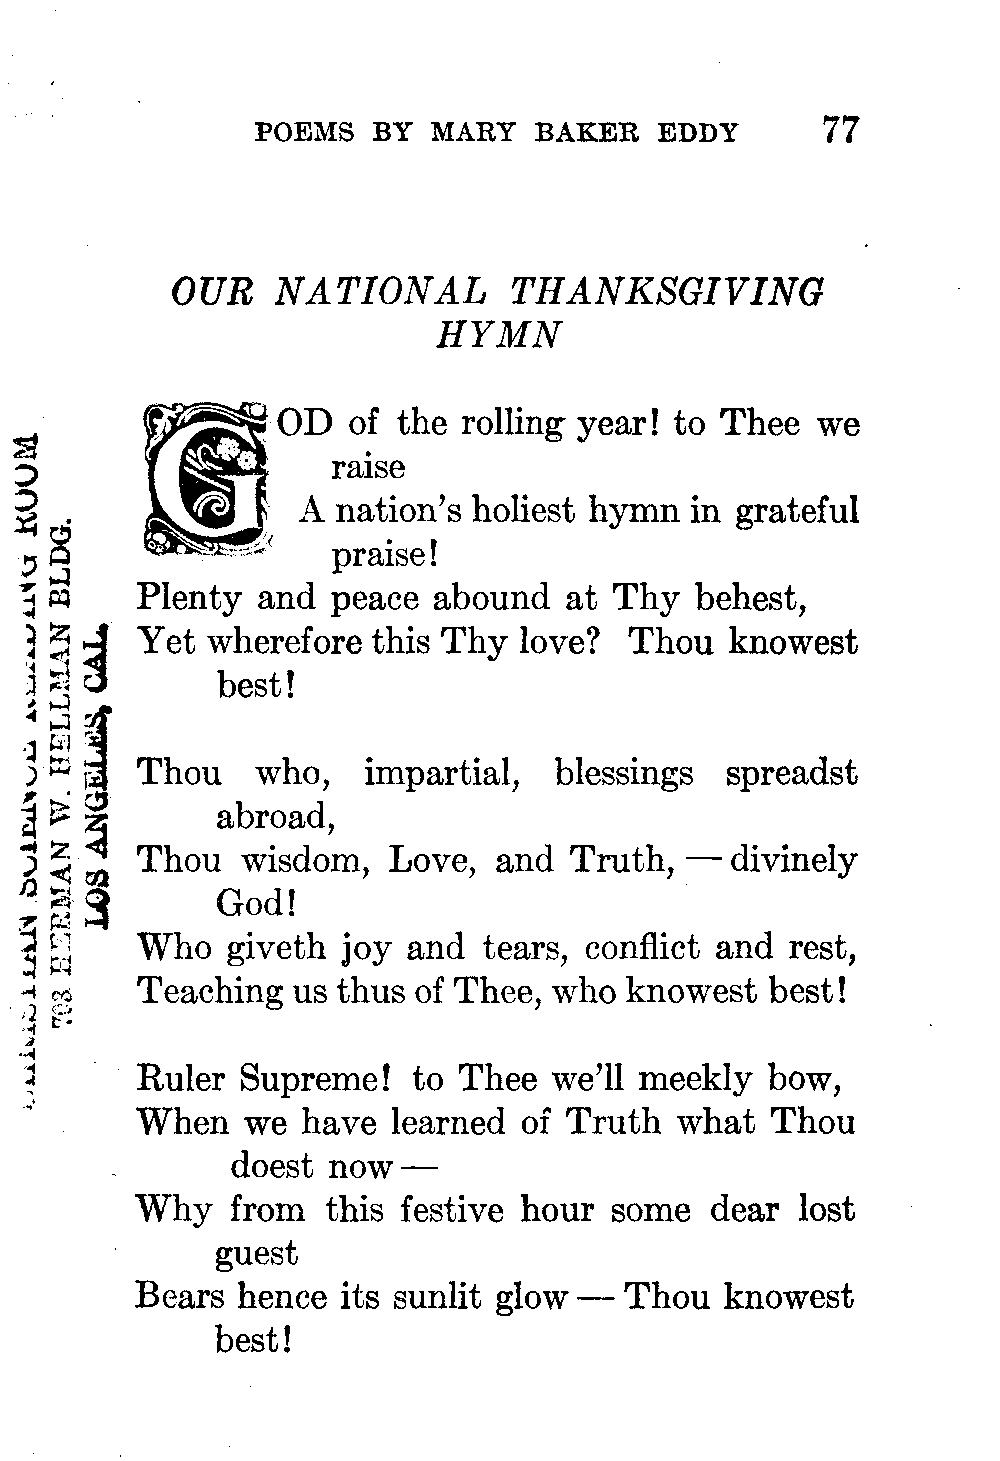 POEMS BY MARY BAKER EDDY 77
OUR NATIONAL THANKSGIVING
HYMN
GOD of the rolling year! to Thee we
raise
A nation's holiest hymn in grateful
praise!
Plenty and peace abound at Thy behest,
Yet wherefore this Thy love? Thou knowest
best!
Thou who, impartial, blessings spreadst
abroad,
Thou wisdom, Love, and Truth, — divinely
God!
Who giveth joy and tears, conflict and rest,
Teaching us thus of Thee, who knowest best!
Ruler Supreme! to Thee we'll meekly bow,
When we have learned of Truth what Thou
doest now —
Why from this festive hour some dear lost
guest
Bears hence its sunlit glow — Thou knowest
best!
CHRISTIAN SCIENCE READING ROOM
703 HERMAN W. HELLMAN BLDG.
LOS ANGELES, CAL.